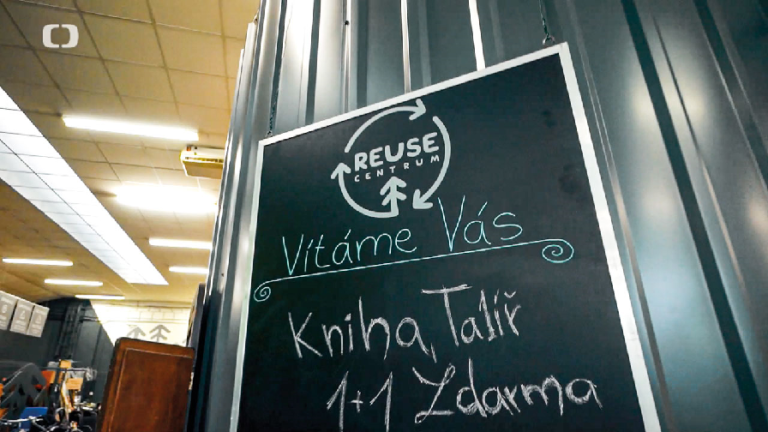 REUSE
CENTRUM
Vítáme Vás
Kniha, Talíř
1+1 Zdarma